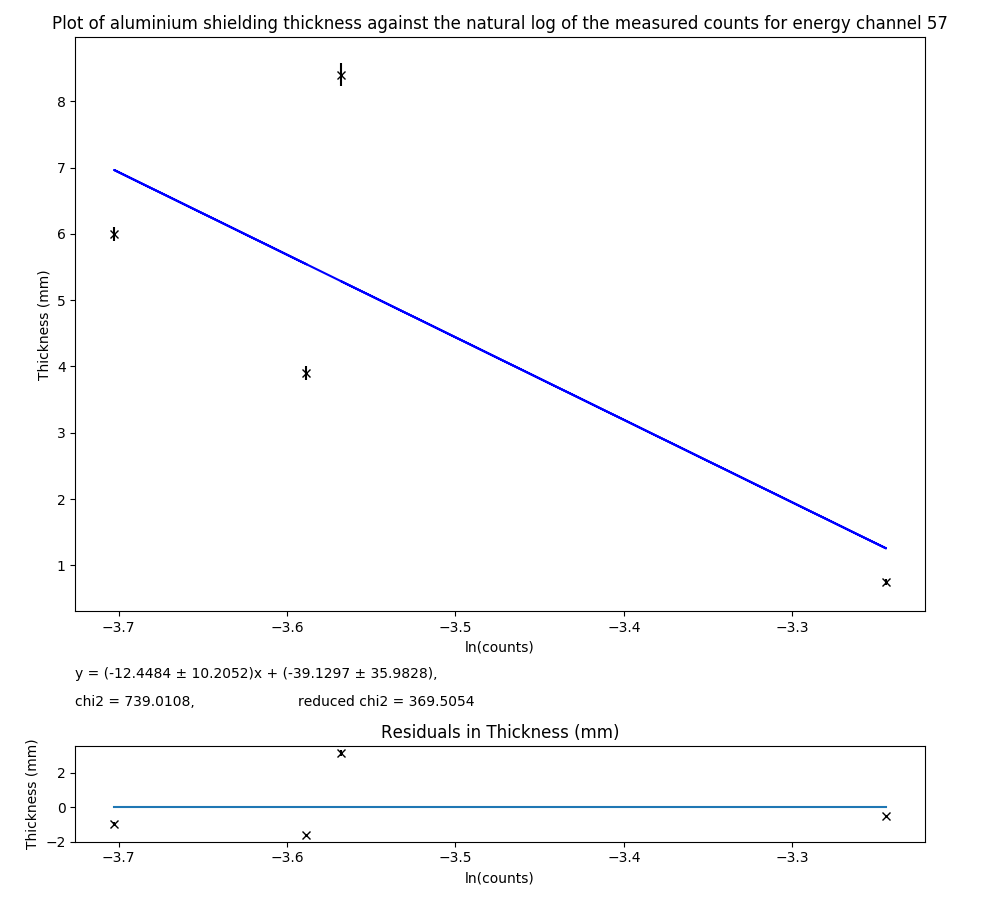 Plot of aluminium shielding thickness against the natural log of the measured counts for energy channel 57
8
7
6
5
4
3
2
1
Thickness (mm)
−3.7 −3.6 −3.5 −3.4 −3.3
ln(counts)
y = (-12.4484 ± 10.2052)x + (-39.1297 ± 35.9828),
chi2 = 739.0108, reduced chi2 = 369.5054
Residuals in Thickness (mm)
2
0
−2
Thickness (mm)
−3.7 −3.6 −3.5 −3.4 −3.3
ln(counts)